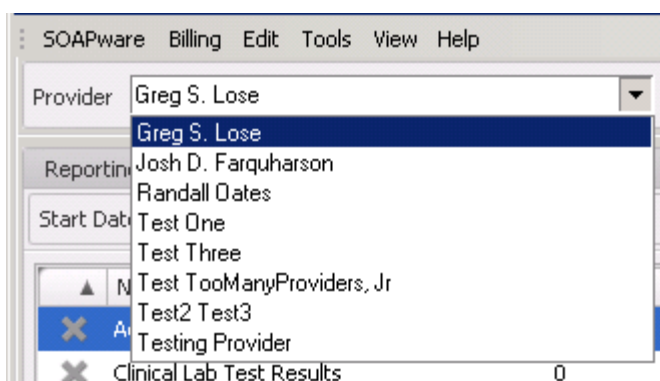 SOAPware Billing Edit Tools View Help
Provider Greg S. Lose
Greg S. Lose
Josh D. Farquharson
Randall Oates
Test One
Test Three
Test TooManyProviders, Jr
Test2 Test3
Testing Provider
Clinical Lab Test Results 0